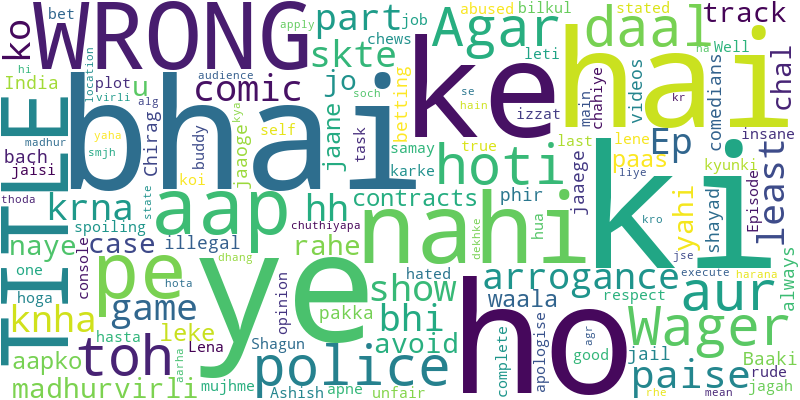 bet
WRONG
ko
India
TITLE
bhai
ke
hai
ki
ye
ho
nahi
aap
part
job
abused
bilkul
stated
na
Well
track
apply
chews
leti
skte
Agar
daal
comic
jo
u
hi
plot
virli
location
audience
alg
Chirag
buddy
self
kya
soch
jaane
task
betting
true
samay
karke
hoti
izzat
se
hain
main
chahiye
last
lene
paas
videos
Ep
comedians
kr
chal
insane
least
kyunki
yahi
shayad
liye
Episode
jaaege
bach
jaisi
madhur
smjh
yaha
koi
jaaoge
krna
thoda
spoiling
state
hh
contracts
phir
hua
naye
case
illegal
rahe
pe
one
console
chuthiyapa
dhang
hoga
hota
game
show
arrogance
aur
kro
jse
execute
harana
always
dekhke
hated
opinion
pakka
bhi
waala
respect
Wager
knha
leke
toh
hasta
Lena
Shagun
police
avoid
complete
apologise
agr
good
jail
Baaki
aapko
paise
rude
madhurvirli
aarha
mujhme
Ashish
apne
unfair
rhe
mean
jagah